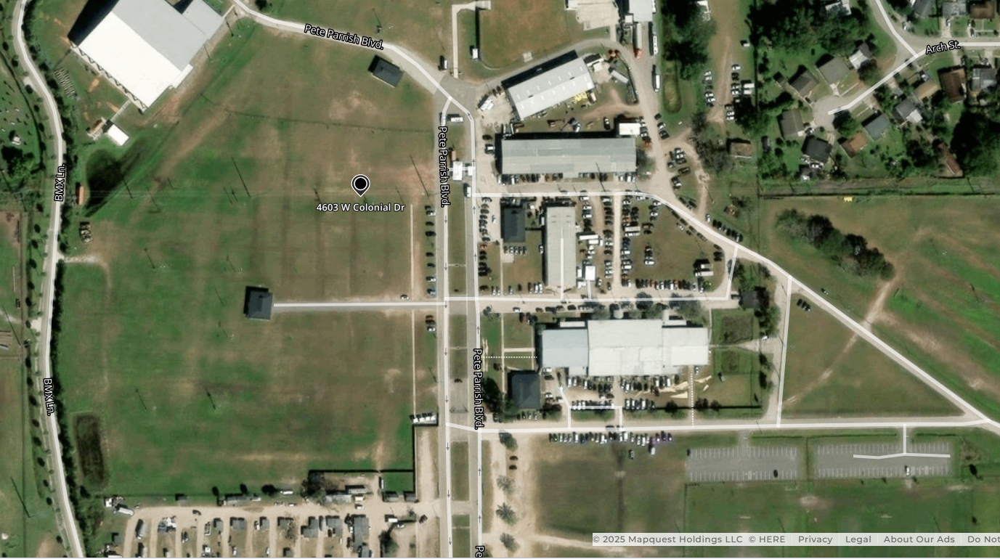 Pete Parrish Blvd.
Arch St.
BMX Ln.
Pete Parrish Blvd.
4603 W Colonial Dr
Pete Parrish Blvd.
BMX Ln.
Pe
© 2025 Mapquest Holdings LLC © HERE Privacy Legal About Our Ads Do Not